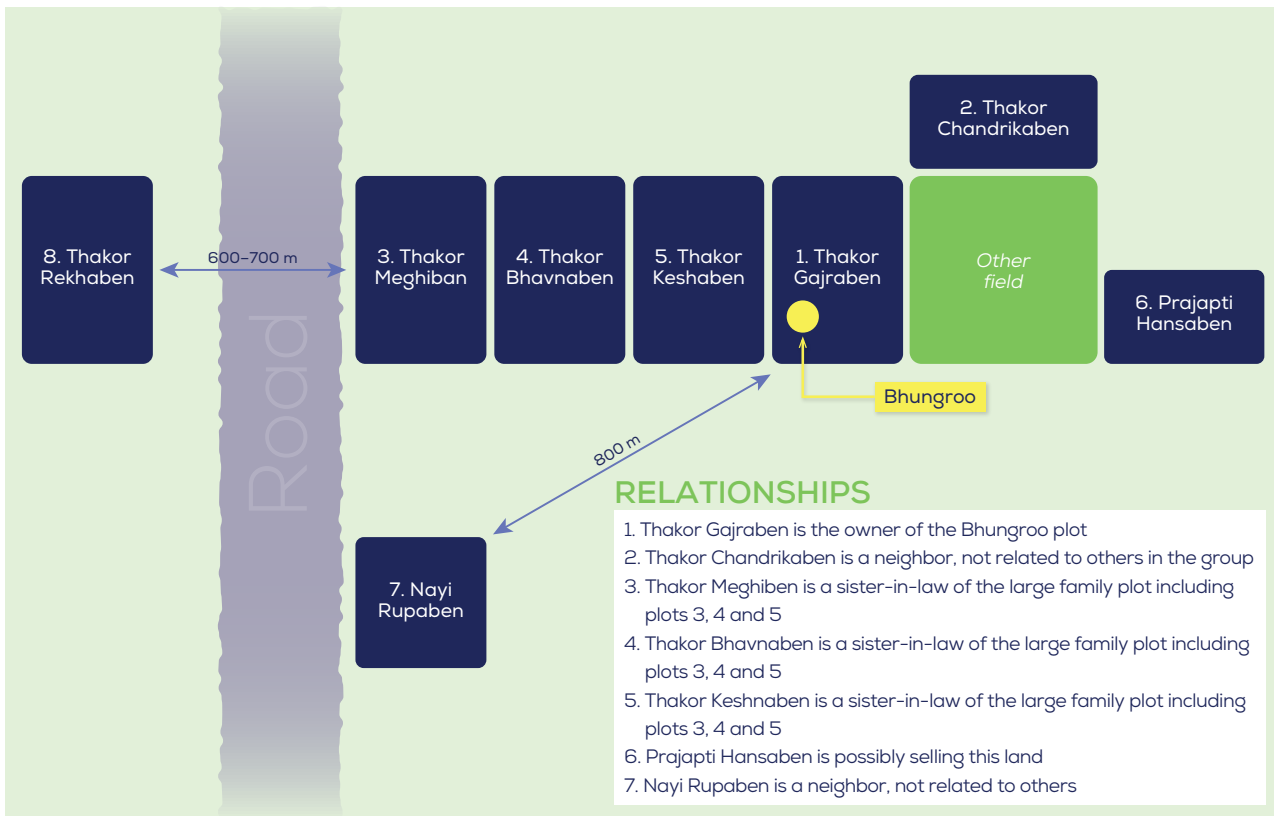 2. Thakor
Chandrikaben
8. Thakor
Rekhaben
600–700 m
3. Thakor
Meghiban
4. Thakor
Bhavnaben
5. Thakor
Keshaben
1. Thakor
Gajraben
Other
field
6. Prajapti
Hansaben
Road
Bhungroo
800 m
7. Nayi
Rupaben
RELATIONSHIPS
1. Thakor Gajraben is the owner of the Bhungroo plot
2. Thakor Chandrikaben is a neighbor, not related to others in the group
3. Thakor Meghiben is a sister-in-law of the large family plot including
plots 3, 4 and 5
4. Thakor Bhavnaben is a sister-in-law of the large family plot including
plots 3, 4 and 5
5. Thakor Keshnaben is a sister-in-law of the large family plot including
plots 3, 4 and 5
6. Prajapti Hansaben is possibly selling this land
7. Nayi Rupaben is a neighbor, not related to others